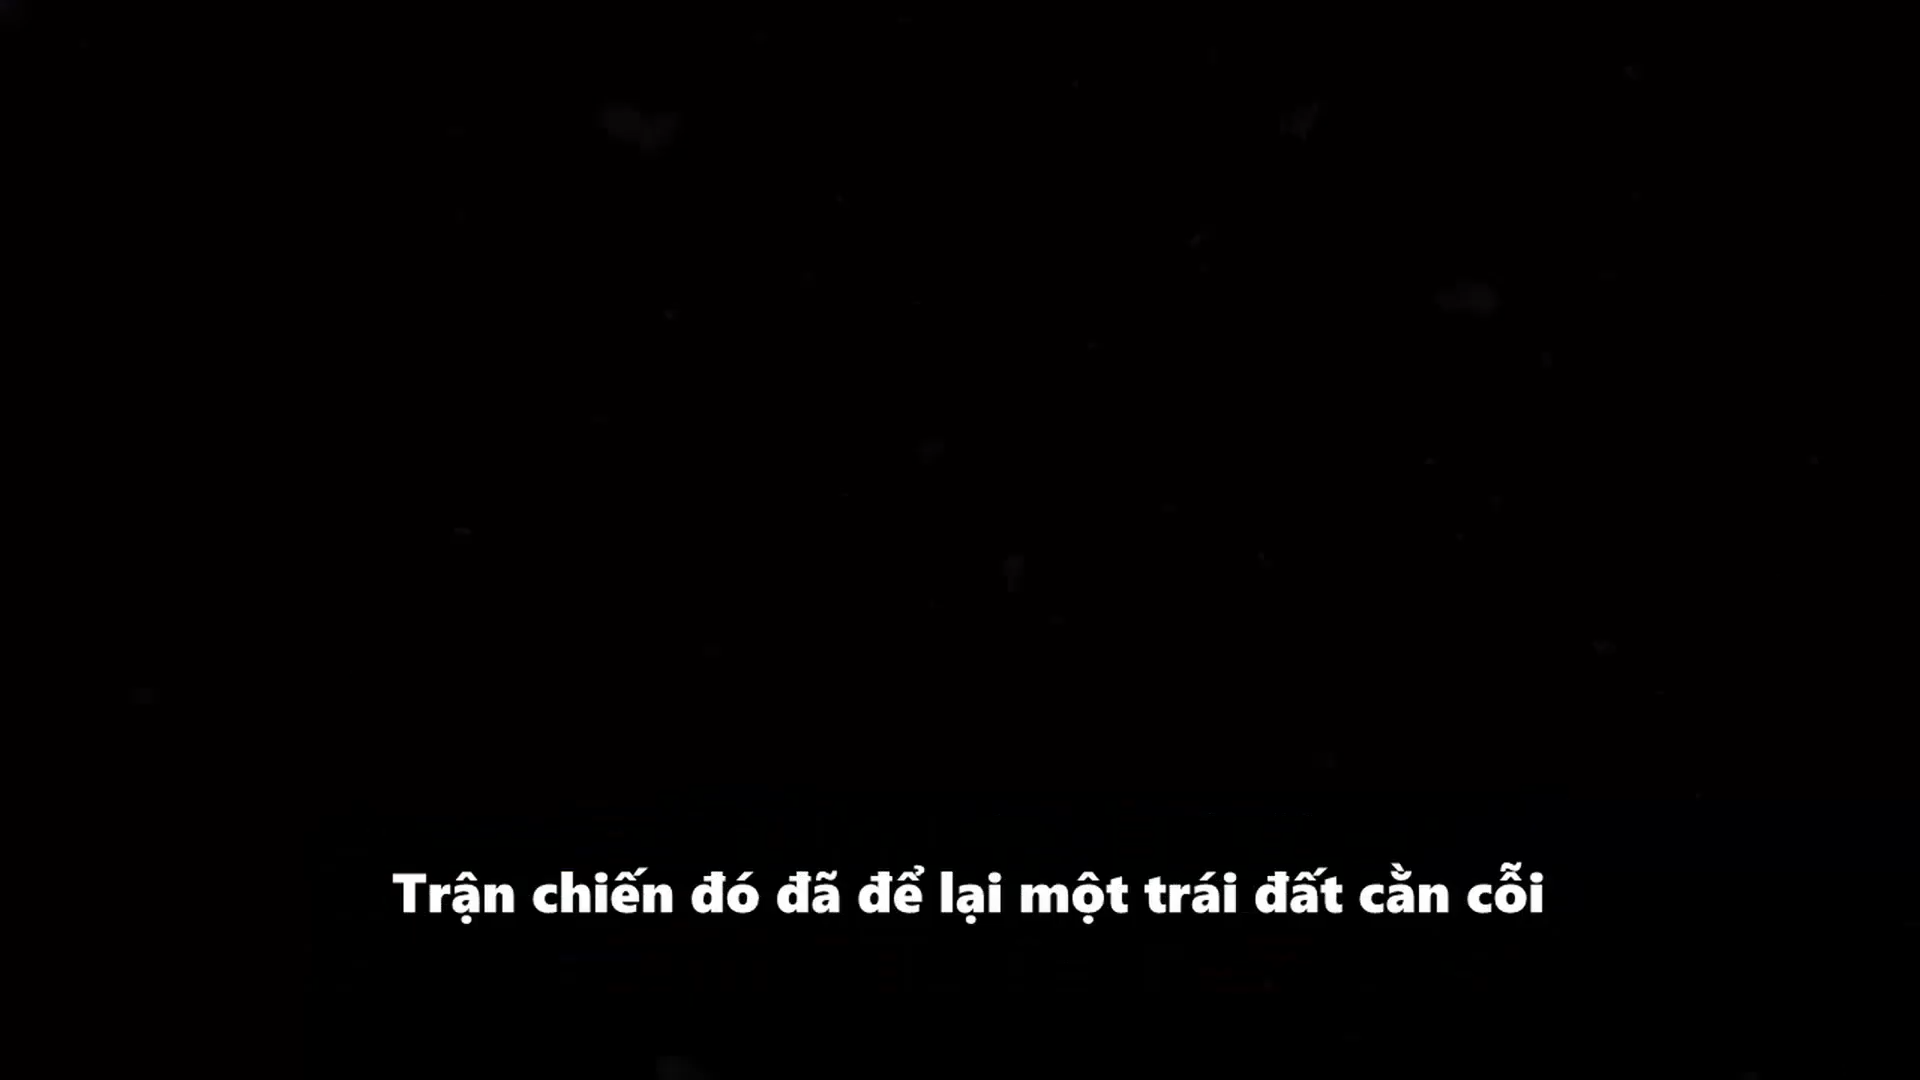 Trận chiến đó đã để lại một trái đất cằn cỗi